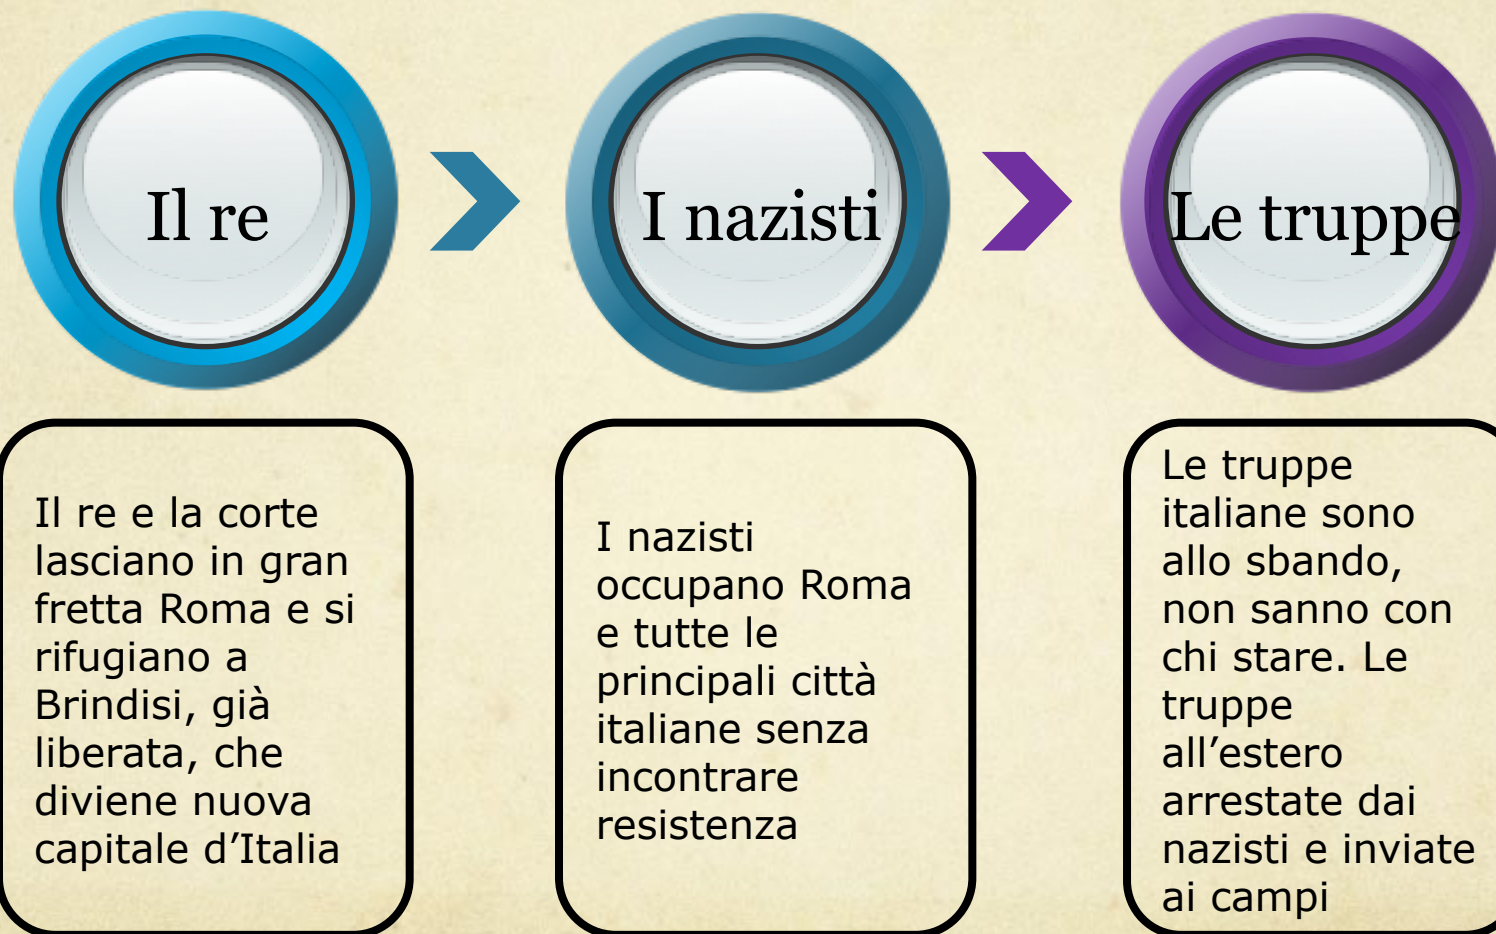 Il re
I nazisti
Le truppe
Il re e la corte
lasciano in gran
fretta Roma e si
rifugiano a
Brindisi, già
liberata, che
diviene nuova
capitale d’Italia
I nazisti
occupano Roma
e tutte le
principali città
italiane senza
incontrare
resistenza
Le truppe
italiane sono
allo sbando,
non sanno con
chi stare. Le
truppe
all’estero
arrestate dai
nazisti e inviate
ai campi